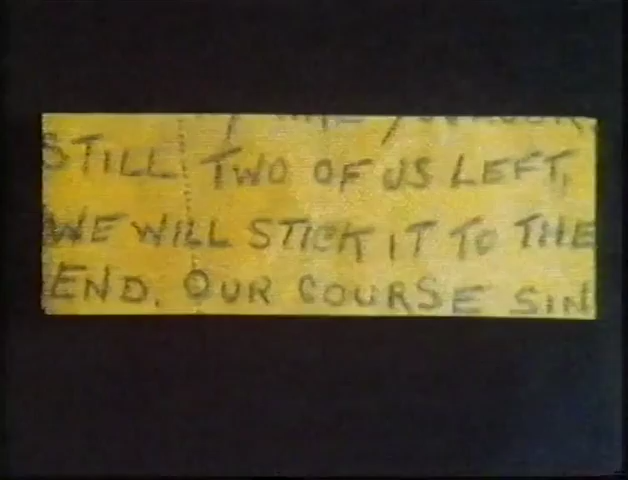 STILL TWO OF US LEFT,
WE WILL STICK IT TO THE
END. OUR COURSE SIN